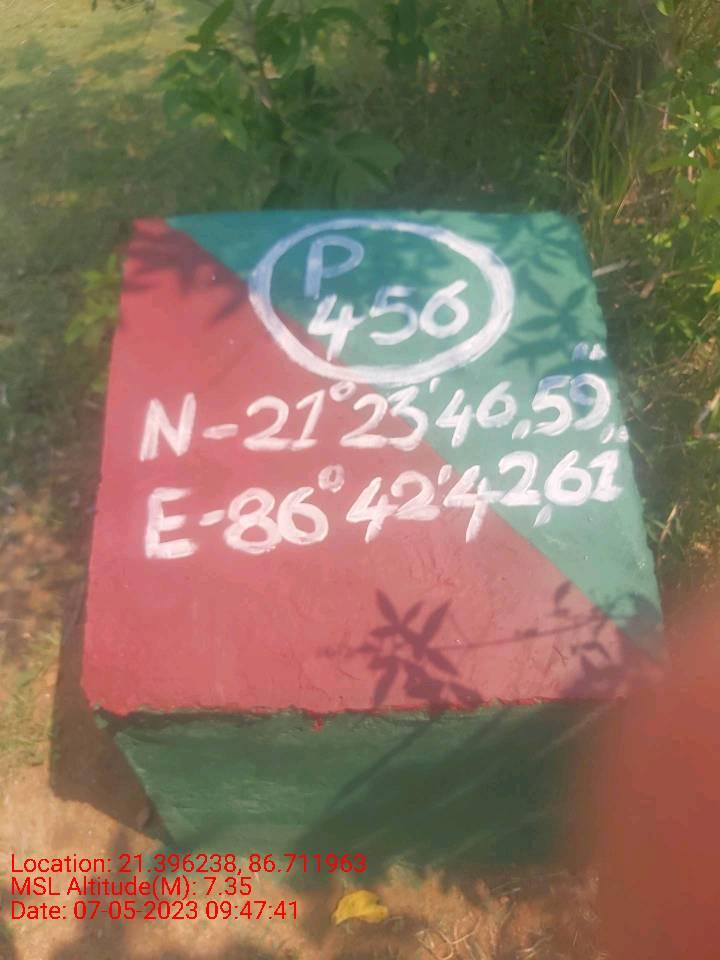 P
456
N-21°23'46,59"
E-86°42'42,61
Location: 21.396238, 86.711963
MSL Altitude(M): 7.35
Date: 07-05-2023 09:47:41